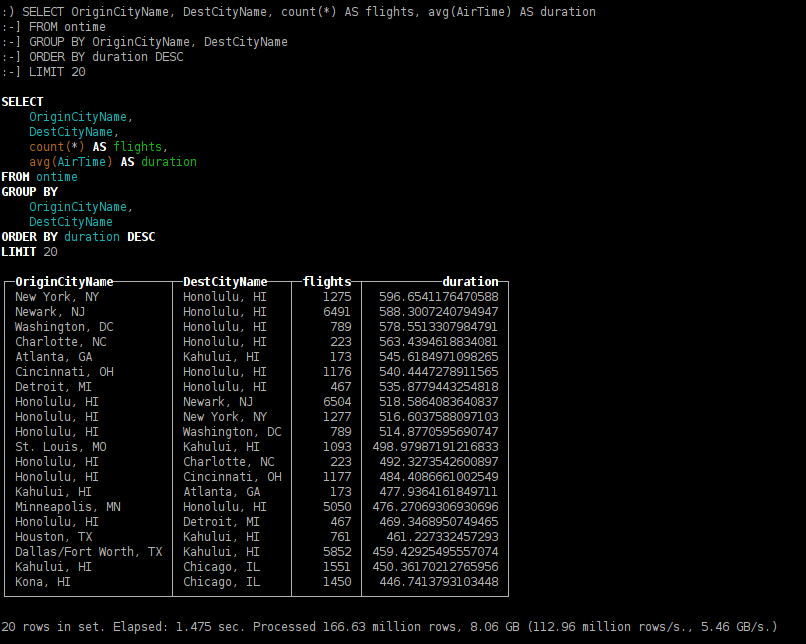 :) SELECT OriginCityName, DestCityName, count(*) AS flights, avg(AirTime) AS duration
:-] FROM ontime
:-] GROUP BY OriginCityName, DestCityName
:-] ORDER BY duration DESC
:-] LIMIT 20
SELECT
OriginCityName,
DestCityName,
count(*) AS flights,
avg(AirTime) AS duration
FROM ontime
GROUP BY
OriginCityName,
DestCityName
ORDER BY duration DESC
LIMIT 20
OriginCityName DestCityName flights duration
New York, NY Honolulu, HI 1275 596.6541176470588
Newark, NJ Honolulu, HI 6491 588.3007240794947
Washington, DC Honolulu, HI 789 578.5513307984791
Charlotte, NC Honolulu, HI 223 563.4394618834081
Atlanta, GA Kahului, HI 173 545.6184971098265
Cincinnati, OH Honolulu, HI 1176 540.4447278911565
Detroit, MI Honolulu, HI 467 535.8779443254818
Honolulu, HI Newark, NJ 6504 518.5864083640837
Honolulu, HI New York, NY 1277 516.6037588097103
Honolulu, HI Washington, DC 789 514.8770595690747
St. Louis, MO Kahului, HI 1093 498.97987191216833
Honolulu, HI Charlotte, NC 223 492.3273542600897
Honolulu, HI Cincinnati, OH 1177 484.4086661002549
Kahului, HI Atlanta, GA 173 477.9364161849711
Minneapolis, MN Honolulu, HI 5050 476.27069306930696
Honolulu, HI Detroit, MI 467 469.3468950749465
Houston, TX Kahului, HI 761 461.227332457293
Dallas/Fort Worth, TX Kahului, HI 5852 459.42925495557074
Kahului, HI Chicago, IL 1551 450.36170212765956
Kona, HI Chicago, IL 1450 446.7413793103448
20 rows in set. Elapsed: 1.475 sec. Processed 166.63 million rows, 8.06 GB (112.96 million rows/s., 5.46 GB/s.)